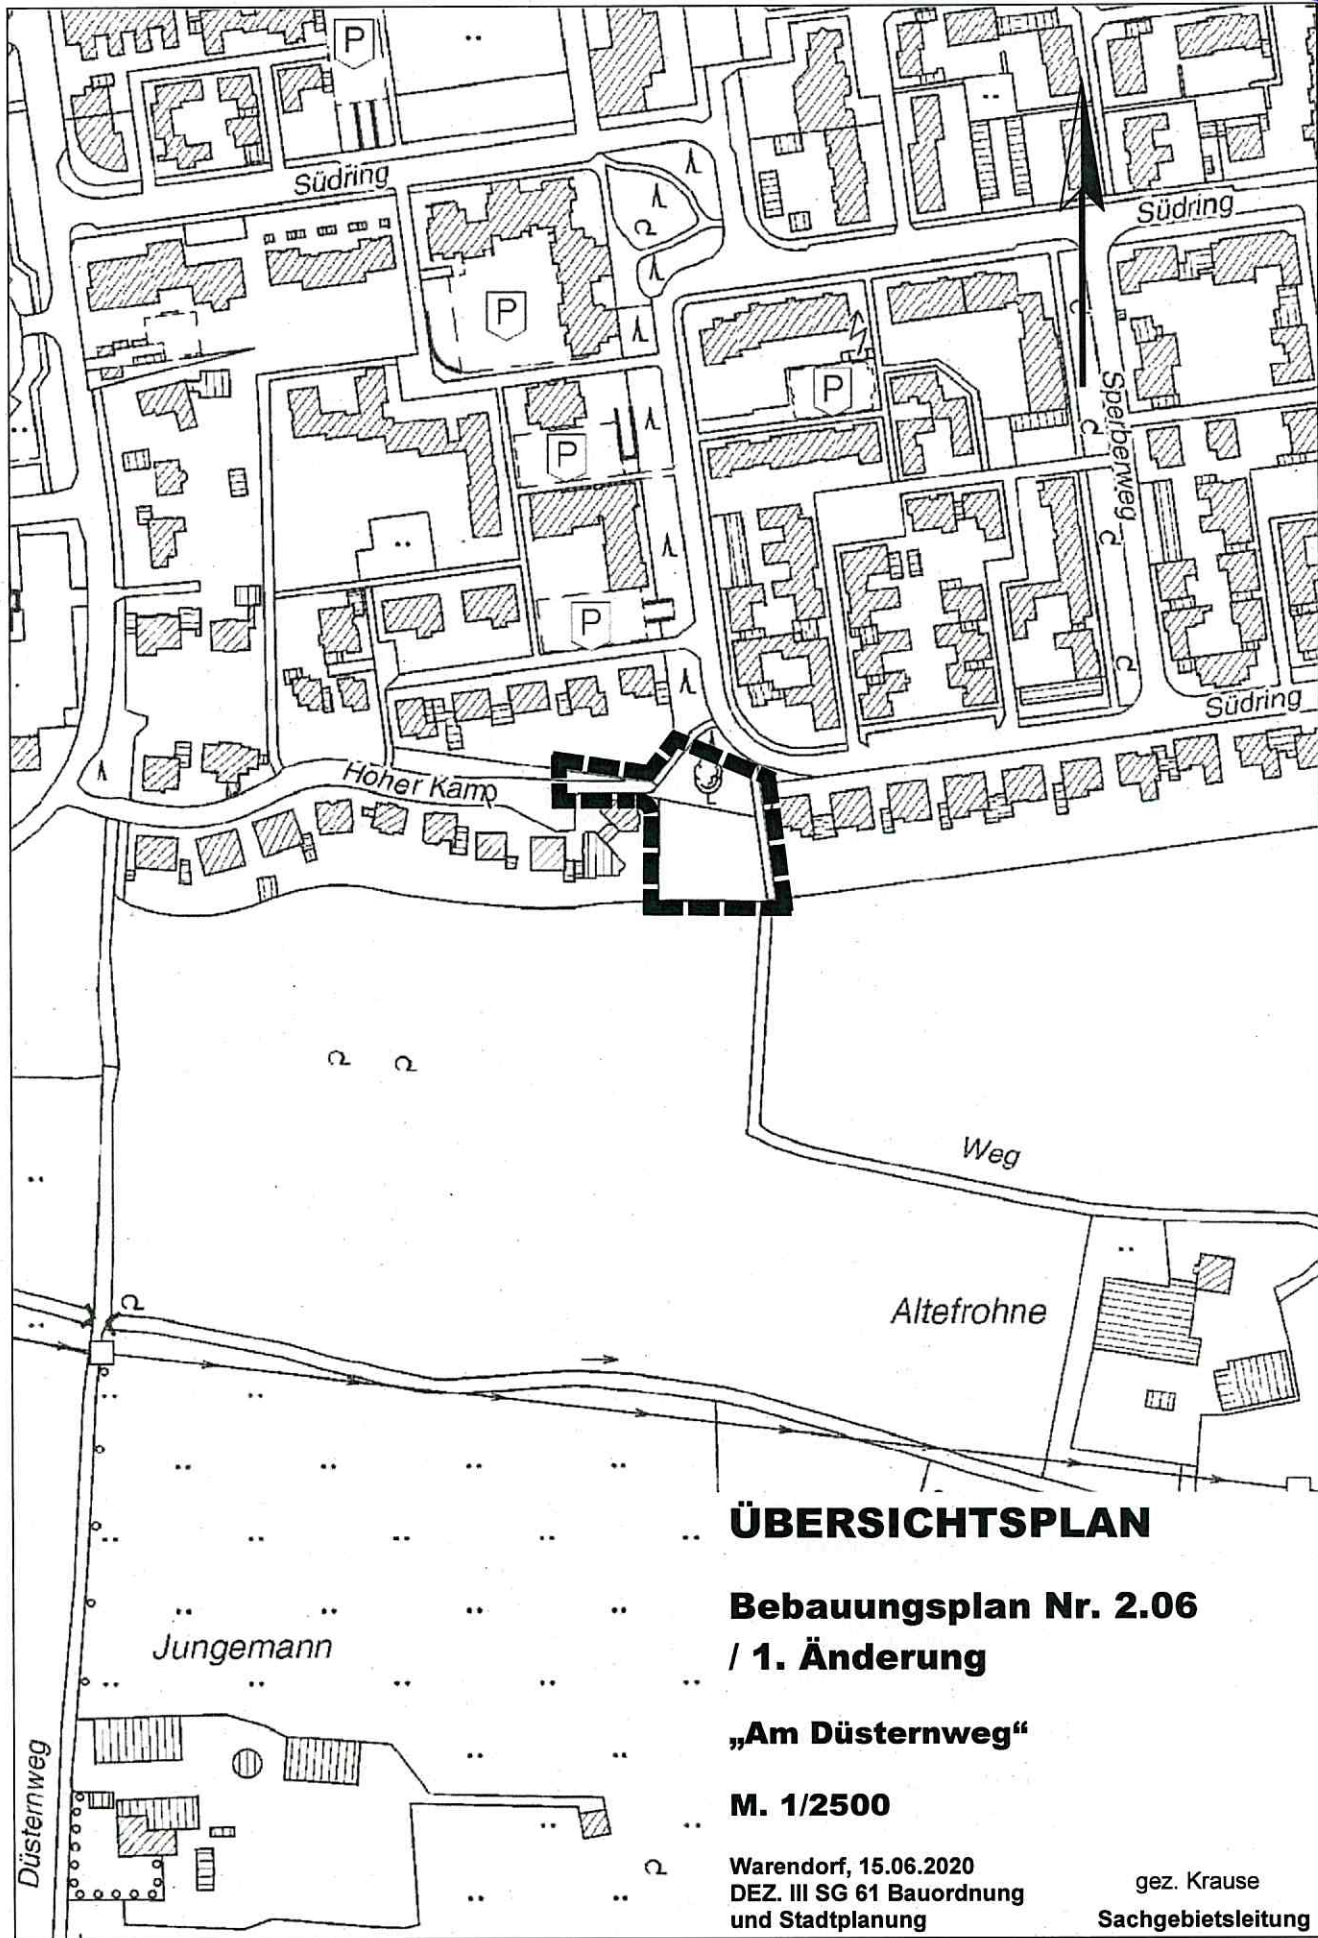 P
Südring
Südring
P
P
Sperberweg
P
P
Südring
Hoher Kamp
Weg
Altefrohne
Jungemann
Düsternweg
ÜBERSICHTSPLAN
Bebauungsplan Nr. 2.06
/ 1. Änderung
„Am Düsternweg“
M. 1/2500
Warendorf, 15.06.2020
DEZ. III SG 61 Bauordnung
und Stadtplanung
gez. Krause
Sachgebietsleitung